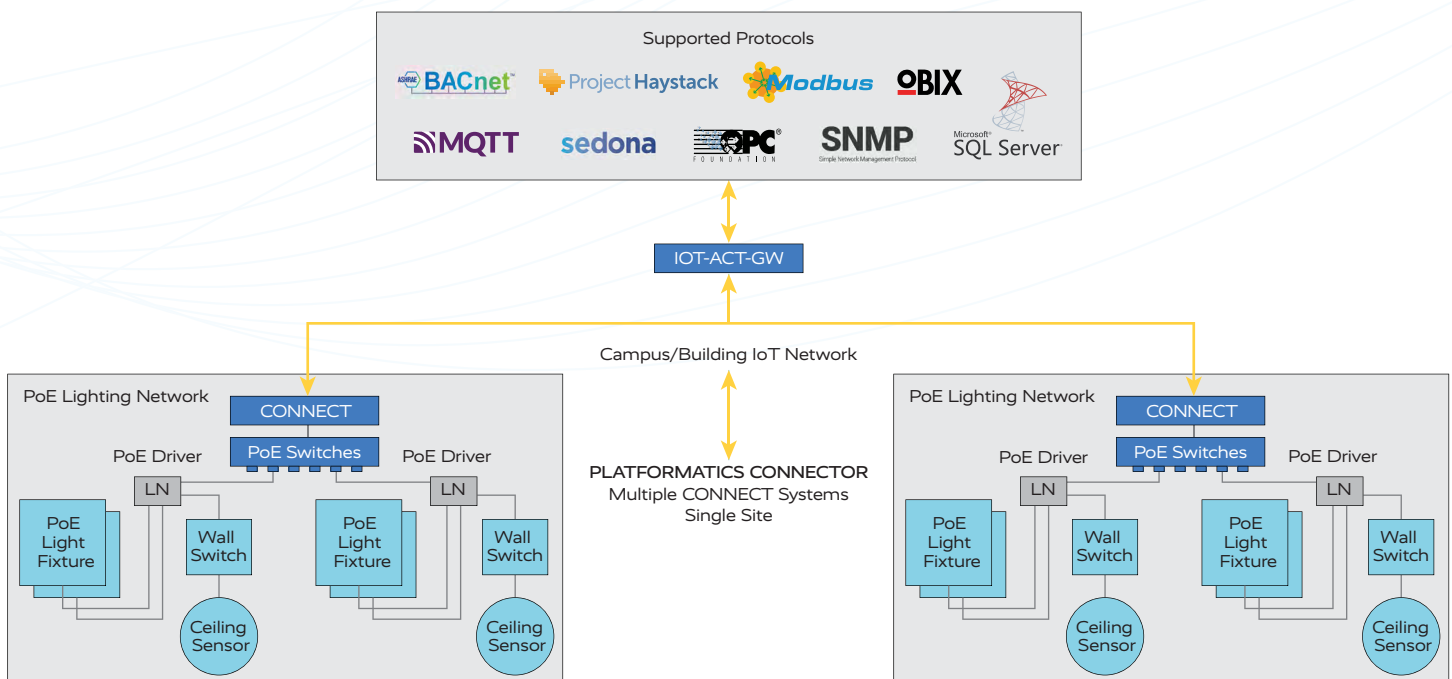 Supported Protocols
ASHRAE BACnet™
Project Haystack
Modbus
oBIX
MQTT
sedona
OPC®
FOUNDATION
SNMP
Simple Network Management Protocol
Microsoft®
SQL Server
IOT-ACT-GW
Campus/Building IoT Network
PLATFORMATICS CONNECTOR
Multiple CONNECT Systems
Single Site
PoE Lighting Network
CONNECT
PoE Switches
PoE Driver
LN
PoE
Light
Fixture
Wall
Switch
Ceiling
Sensor
PoE Driver
LN
PoE
Light
Fixture
Wall
Switch
Ceiling
Sensor
PoE Lighting Network
CONNECT
PoE Switches
PoE Driver
LN
PoE
Light
Fixture
Wall
Switch
Ceiling
Sensor
PoE Driver
LN
PoE
Light
Fixture
Wall
Switch
Ceiling
Sensor